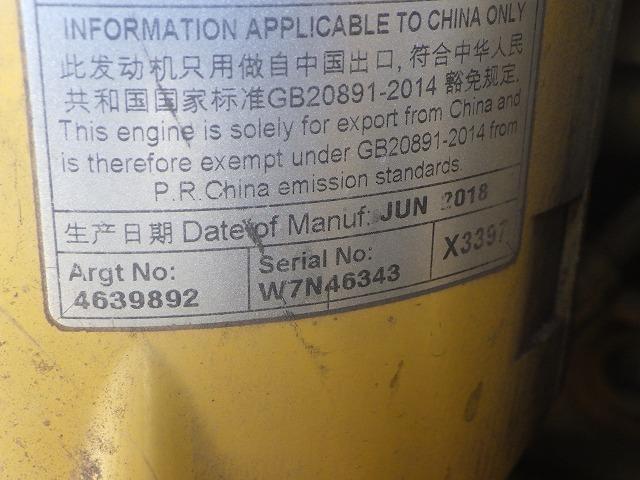 INFORMATION APPLICABLE TO CHINA ONLY
此发动机只用做自中国出口, 符合中华人民
共和国国家标准GB20891-2014 豁免规定.
This engine is solely for export from China and
is therefore exempt under GB20891-2014 from
P.R.China emission standards.
生产日期 Date of Manuf: JUN 2018
Argt No:
4639892
Serial No:
W7N46343
X3397